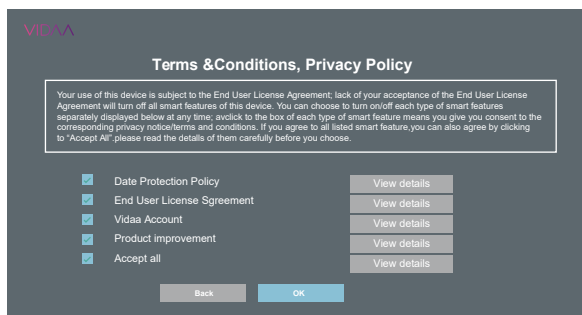 VIDAA
Terms &Conditions, Privacy Policy
Your use of this device is subject to the End User License Agreement; lack of your acceptance of the End User License
Agreement will turn off all smart features of this device. You can choose to turn on/off each type of smart features
separately displayed below at any time; avclick to the box of each type of smart feature means you give you consent to the
corresponding privacy notice/terms and conditions. If you agree to all listed smart feature,you can also agree by clicking
to “Accept All”.please read the detalls of them carefully before you choose.
Date Protection Policy View details
End User License Sgreement View details
Vidaa Account View details
Product improvement View details
Accept all View details
Back OK